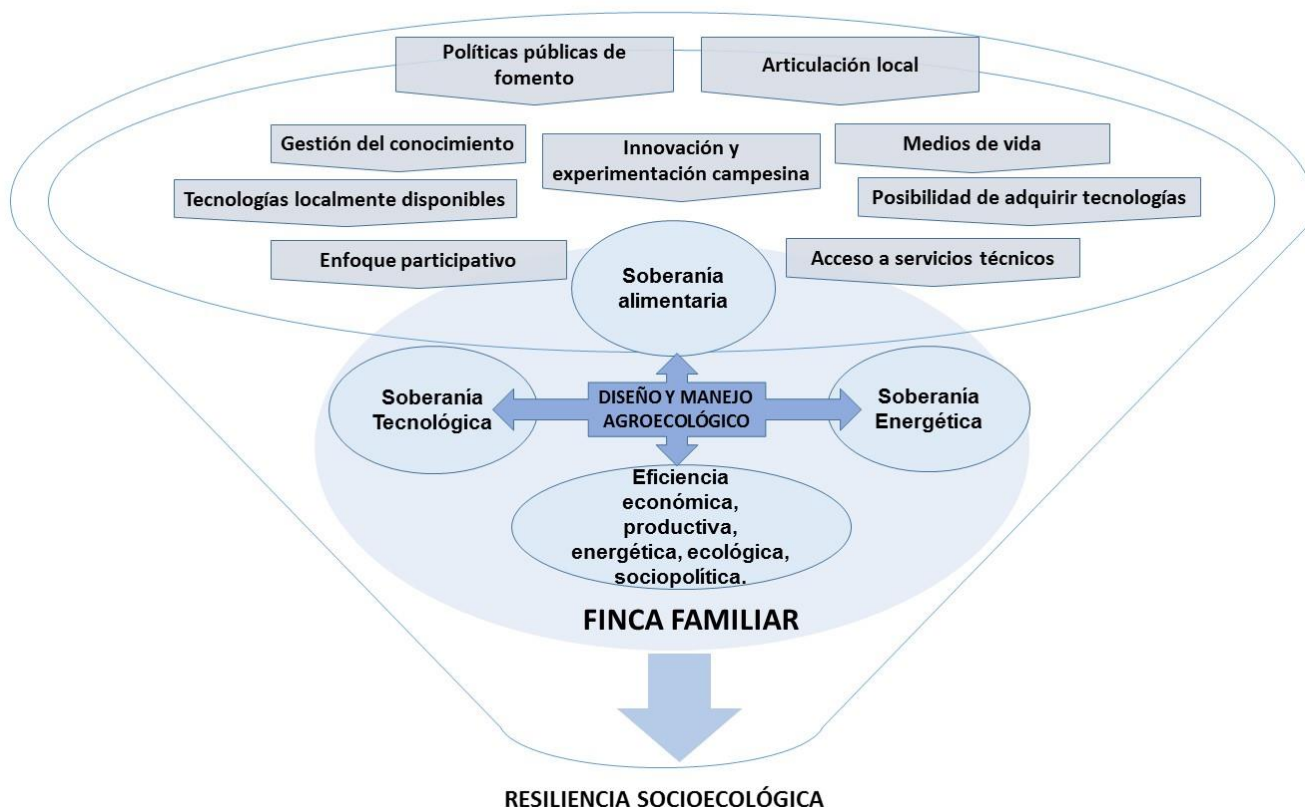 Políticas públicas de
fomento
Articulación local
Gestión del conocimiento
Innovación y
experimentación campesina
Medios de vida
Tecnologías localmente disponibles
Posibilidad de adquirir tecnologías
Enfoque participativo
Acceso a servicios técnicos
Soberanía
alimentaria
Soberanía
Tecnológica
DISEÑO Y MANEJO
AGROECOLÓGICO
Soberanía
Energética
Eficiencia
económica,
productiva,
energética, ecológica,
sociopolítica.
FINCA FAMILIAR
RESILIENCIA SOCIOECOLÓGICA